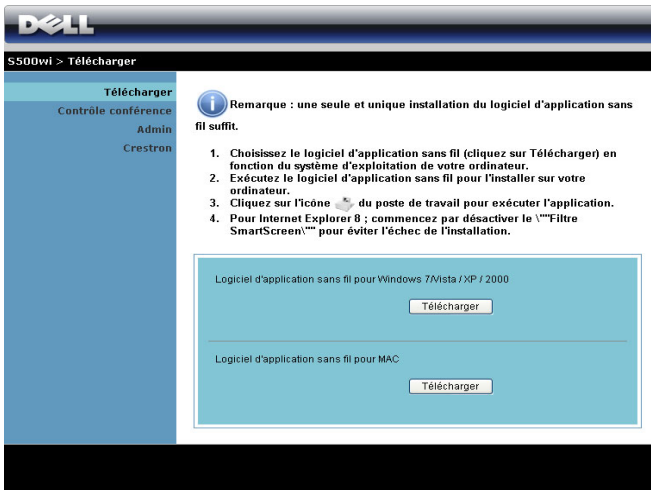 DELL
S500wi > Télécharger
Télécharger
Contrôle conférence
Admin
Crestron
Remarque : une seule et unique installation du logiciel d'application sans
fil suffit.
1. Choisissez le logiciel d'application sans fil (cliquez sur Télécharger) en
fonction du système d'exploitation de votre ordinateur.
2. Exécutez le logiciel d'application sans fil pour l'installer sur votre
ordinateur.
3. Cliquez sur l'icône du poste de travail pour exécuter l'application.
4. Pour Internet Explorer 8 ; commencez par désactiver le \""Filtre
SmartScreen\"" pour éviter l'échec de l'installation.
Logiciel d'application sans fil pour Windows 7/Vista / XP / 2000
Télécharger
Logiciel d'application sans fil pour MAC
Télécharger